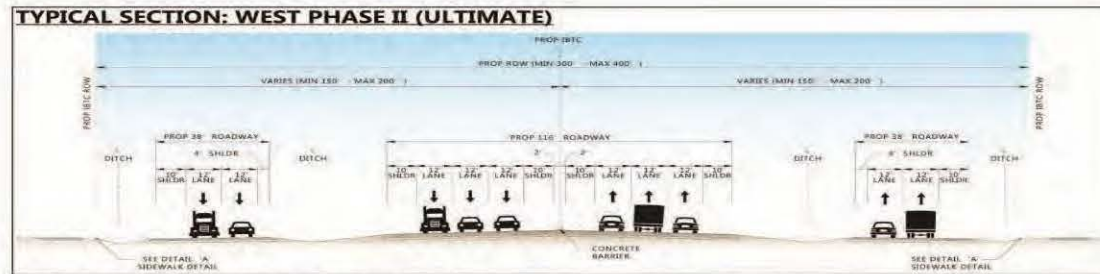 TYPICAL SECTION: WEST PHASE II (ULTIMATE)
PROP IBTC
PROP ROW (MIN 300' - MAX 400')
VARIES (MIN 150' - MAX 200')
VARIES (MIN 150' - MAX 200')
PROP IBTC ROW
PROP IBTC ROW
PROP 38' ROADWAY
PROP 116' ROADWAY
PROP 38' ROADWAY
DITCH
4' SHLDR
DITCH
2'
2'
DITCH
4' SHLDR
DITCH
10' SHLDR
12' LANE
12' LANE
10' SHLDR
12' LANE
12' LANE
12' LANE
10' SHLDR
10' SHLDR
12' LANE
12' LANE
12' LANE
10' SHLDR
12' LANE
12' LANE
10' SHLDR
SEE DETAIL 'A'
SIDEWALK DETAIL
CONCRETE
BARRIER
SEE DETAIL 'A'
SIDEWALK DETAIL